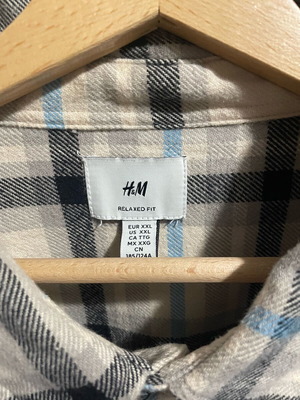 H&M
RELAXED FIT
EUR XXL
US XXL
CA TTG
MX XXG
CN
185/124A